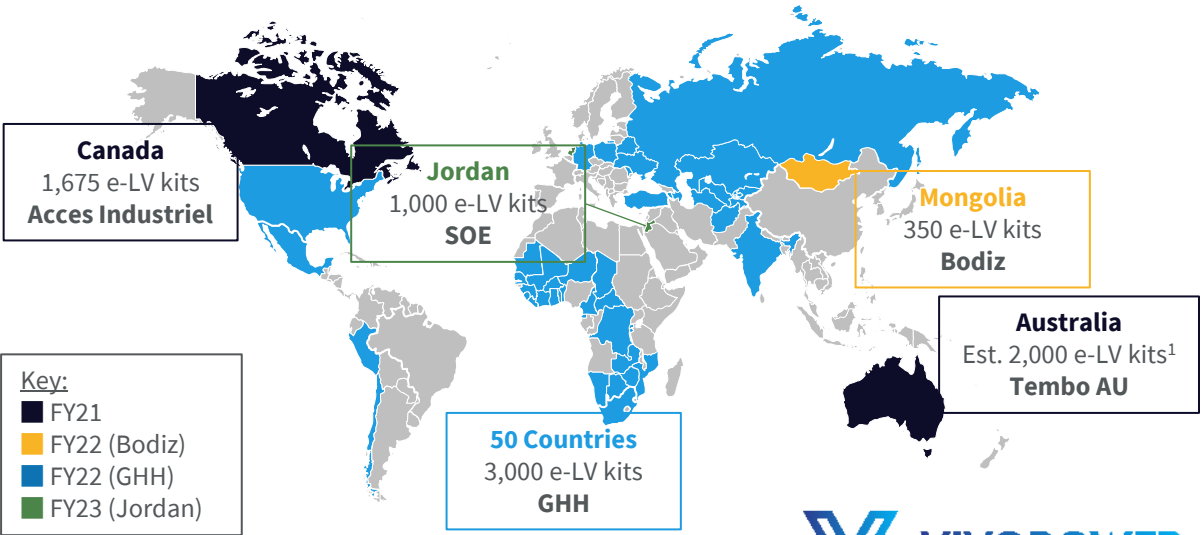 Canada
1,675 e-LV kits
Acces Industriel
Jordan
1,000 e-LV kits
SOE
Mongolia
350 e-LV kits
Bodiz
Australia
Est. 2,000 e-LV kits¹
Tembo AU
50 Countries
3,000 e-LV kits
GHH
Key:
FY21
FY22 (Bodiz)
FY22 (GHH)
FY23 (Jordan)
VIVOPOWER